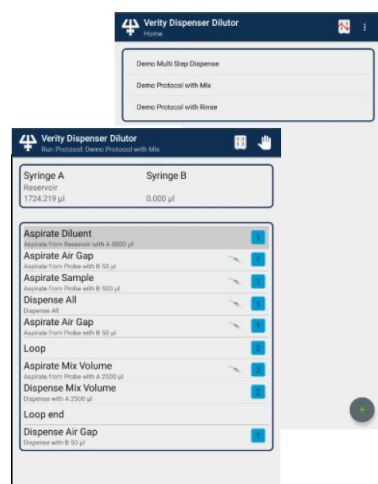 Verity Dispenser Dilutor
Home
Demo Multi Step Dispense
Demo Protocol with Mix
Demo Protocol with Rinse
Verity Dispenser Dilutor
Run Protocol: Demo Protocol with Mix
Syringe A Syringe B
Reservoir
1724.219 µl 0.000 µl
Aspirate Diluent 1
Aspirate from Reservoir with A 5000 µl
Aspirate Air Gap 1
Aspirate from Probe with B 50 µl
Aspirate Sample 1
Aspirate from Probe with B 500 µl
Dispense All 1
Dispense All
Aspirate Air Gap 1
Aspirate from Probe with B 50 µl
Loop 2
Aspirate Mix Volume 2
Aspirate from Probe with A 2500 µl
Dispense Mix Volume 2
Dispense with A 2500 µl
Loop end
Dispense Air Gap 1
Dispense with B 50 µl